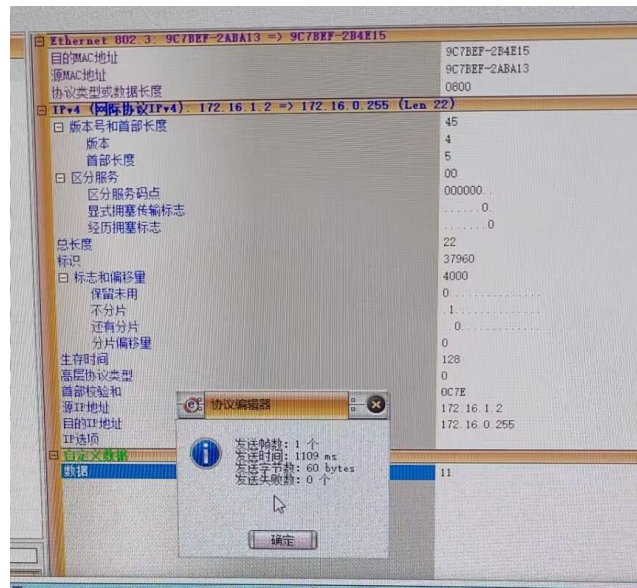 Ethernet 802.3: 9C7BEF-2ABA13 => 9C7BEF-2B4E15
目的MAC地址 9C7BEF-2B4E15
源MAC地址 9C7BEF-2ABA13
协议类型或数据长度 0800
IPv4 (网际协议IPv4): 172.16.1.2 => 172.16.0.255 (Len 22)
版本号和首部长度 45
版本 4
首部长度 5
区分服务 00
区分服务码点 000000..
显式拥塞传输标志 ......0.
经历拥塞标志 .......0
总长度 22
标识 37960
标志和偏移量 4000
保留未用 0...............
不分片 .1..............
还有分片 ..0.............
分片偏移量 0
生存时间 128
高层协议类型 0
首部校验和 0C7E
源IP地址 172.16.1.2
目的IP地址 172.16.0.255
IP选项
自定义数据
数据 11
协议编辑器
发送帧数: 1 个
发送时间: 1109 ms
发送字节数: 60 bytes
发送失败数: 0 个
确定